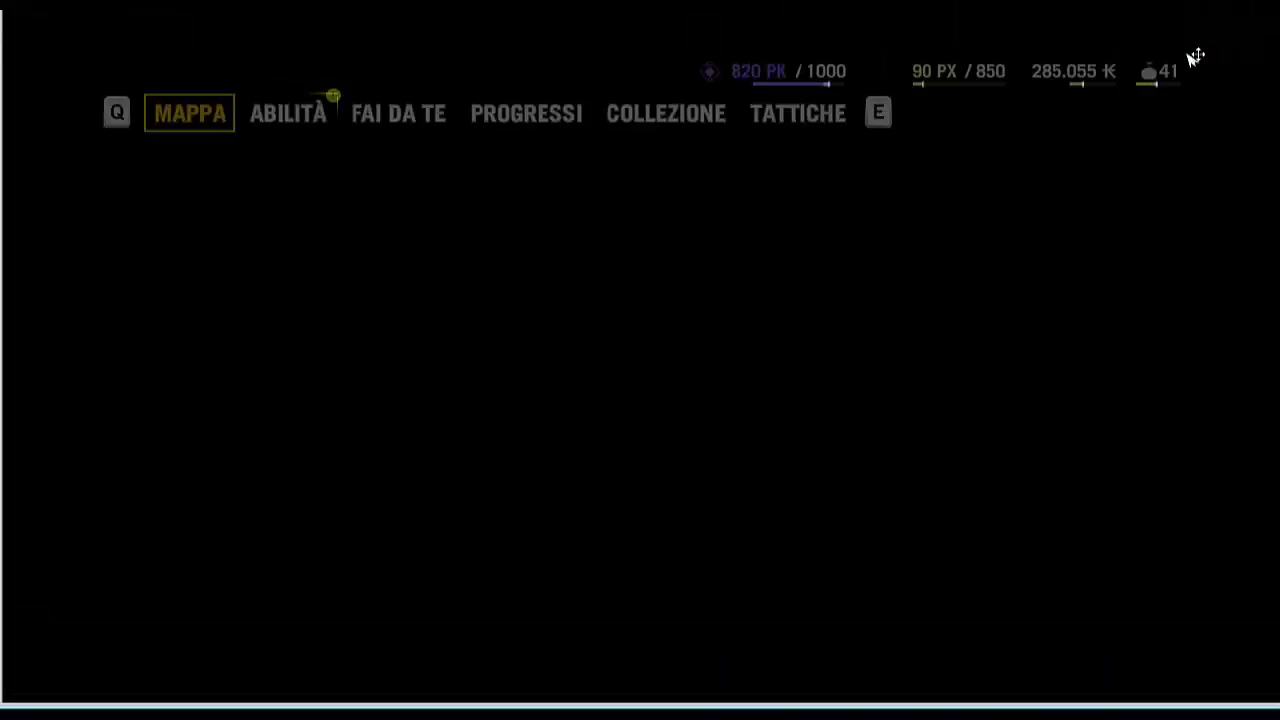 820 PK / 1000 90 PX / 850 285.055 K 41
Q MAPPA ABILITÀ FAI DA TE PROGRESSI COLLEZIONE TATTICHE E